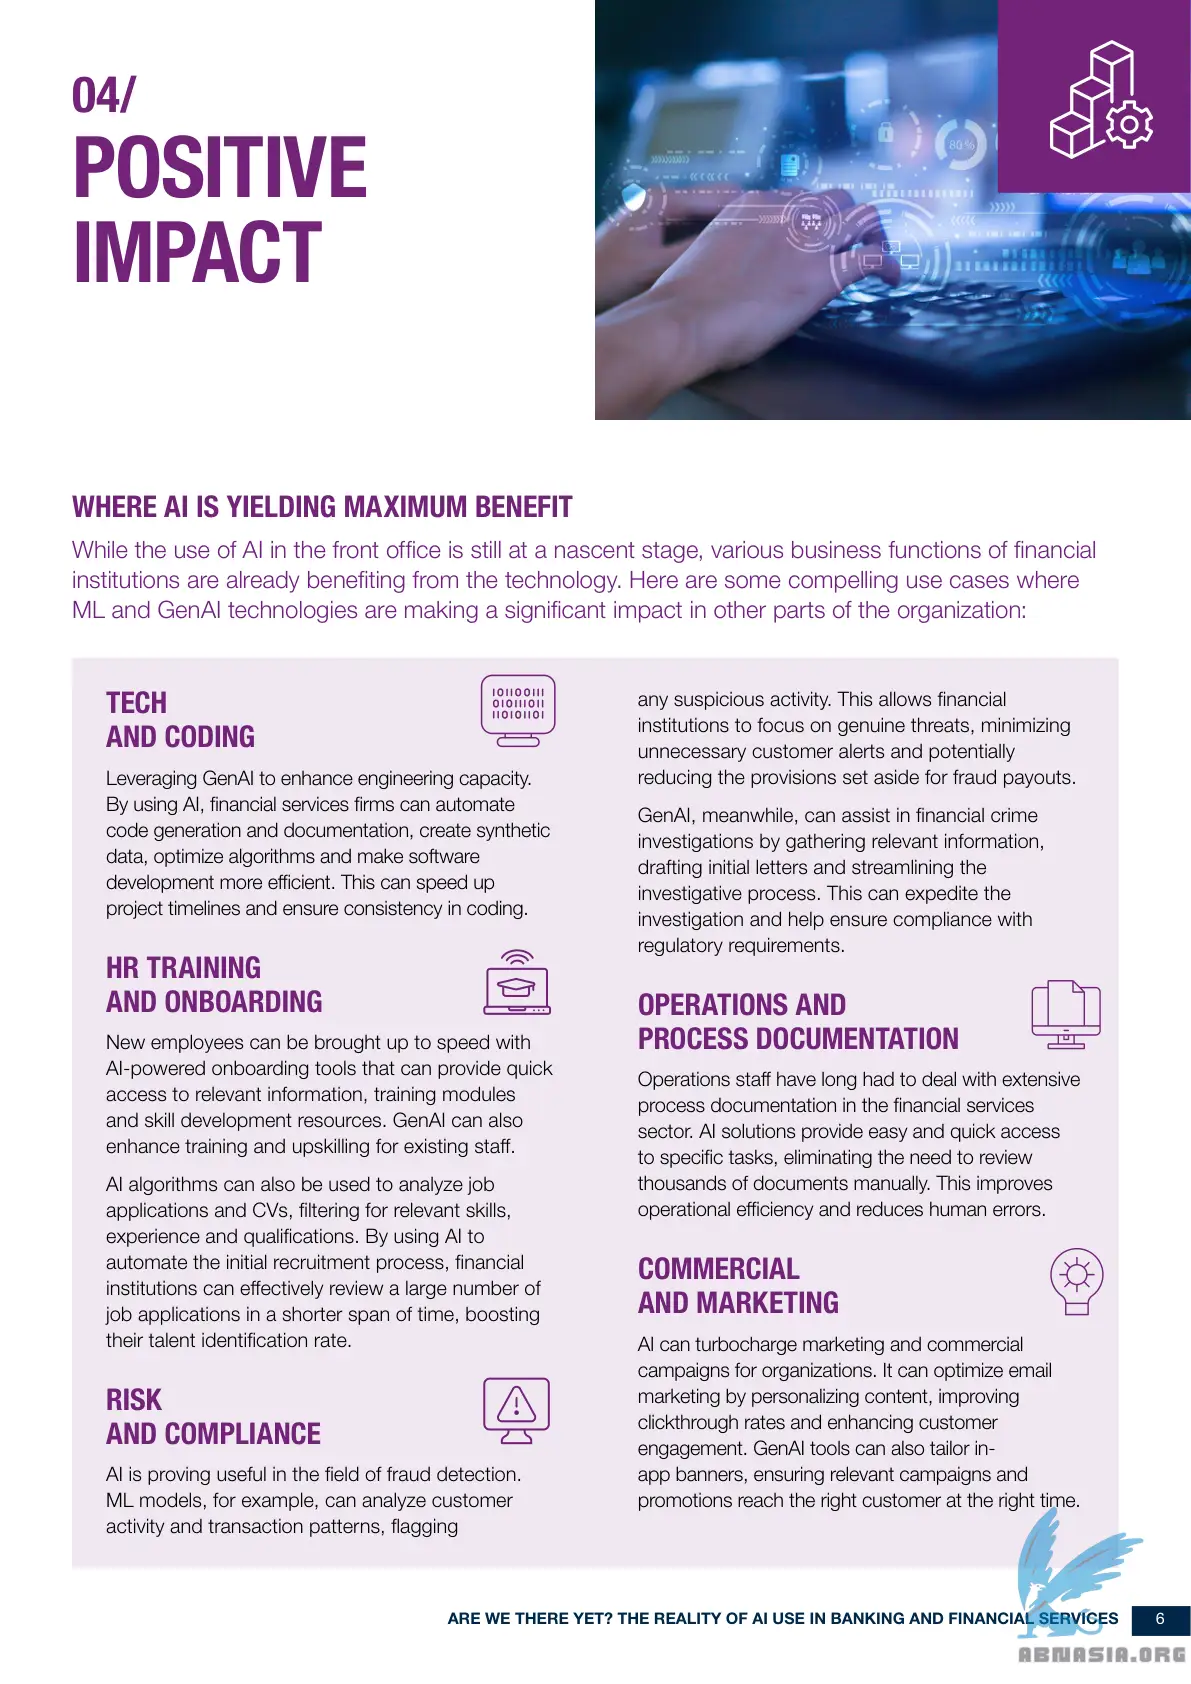 04/
POSITIVE
IMPACT
80%
WHERE AI IS YIELDING MAXIMUM BENEFIT
While the use of AI in the front office is still at a nascent stage, various business functions of financial
institutions are already benefiting from the technology. Here are some compelling use cases where
ML and GenAI technologies are making a significant impact in other parts of the organization:
TECH
AND CODING
10110011
01011101
11010110
Leveraging GenAI to enhance engineering capacity.
By using AI, financial services firms can automate
code generation and documentation, create synthetic
data, optimize algorithms and make software
development more efficient. This can speed up
project timelines and ensure consistency in coding.
HR TRAINING
AND ONBOARDING
New employees can be brought up to speed with
AI-powered onboarding tools that can provide quick
access to relevant information, training modules
and skill development resources. GenAI can also
enhance training and upskilling for existing staff.
AI algorithms can also be used to analyze job
applications and CVs, filtering for relevant skills,
experience and qualifications. By using AI to
automate the initial recruitment process, financial
institutions can effectively review a large number of
job applications in a shorter span of time, boosting
their talent identification rate.
RISK
AND COMPLIANCE
AI is proving useful in the field of fraud detection.
ML models, for example, can analyze customer
activity and transaction patterns, flagging
any suspicious activity. This allows financial
institutions to focus on genuine threats, minimizing
unnecessary customer alerts and potentially
reducing the provisions set aside for fraud payouts.
GenAI, meanwhile, can assist in financial crime
investigations by gathering relevant information,
drafting initial letters and streamlining the
investigative process. This can expedite the
investigation and help ensure compliance with
regulatory requirements.
OPERATIONS AND
PROCESS DOCUMENTATION
Operations staff have long had to deal with extensive
process documentation in the financial services
sector. AI solutions provide easy and quick access
to specific tasks, eliminating the need to review
thousands of documents manually. This improves
operational efficiency and reduces human errors.
COMMERCIAL
AND MARKETING
AI can turbocharge marketing and commercial
campaigns for organizations. It can optimize email
marketing by personalizing content, improving
clickthrough rates and enhancing customer
engagement. GenAI tools can also tailor in-
app banners, ensuring relevant campaigns and
promotions reach the right customer at the right time.
ARE WE THERE YET? THE REALITY OF AI USE IN BANKING AND FINANCIAL SERVICES 6
ABNASIA.ORG